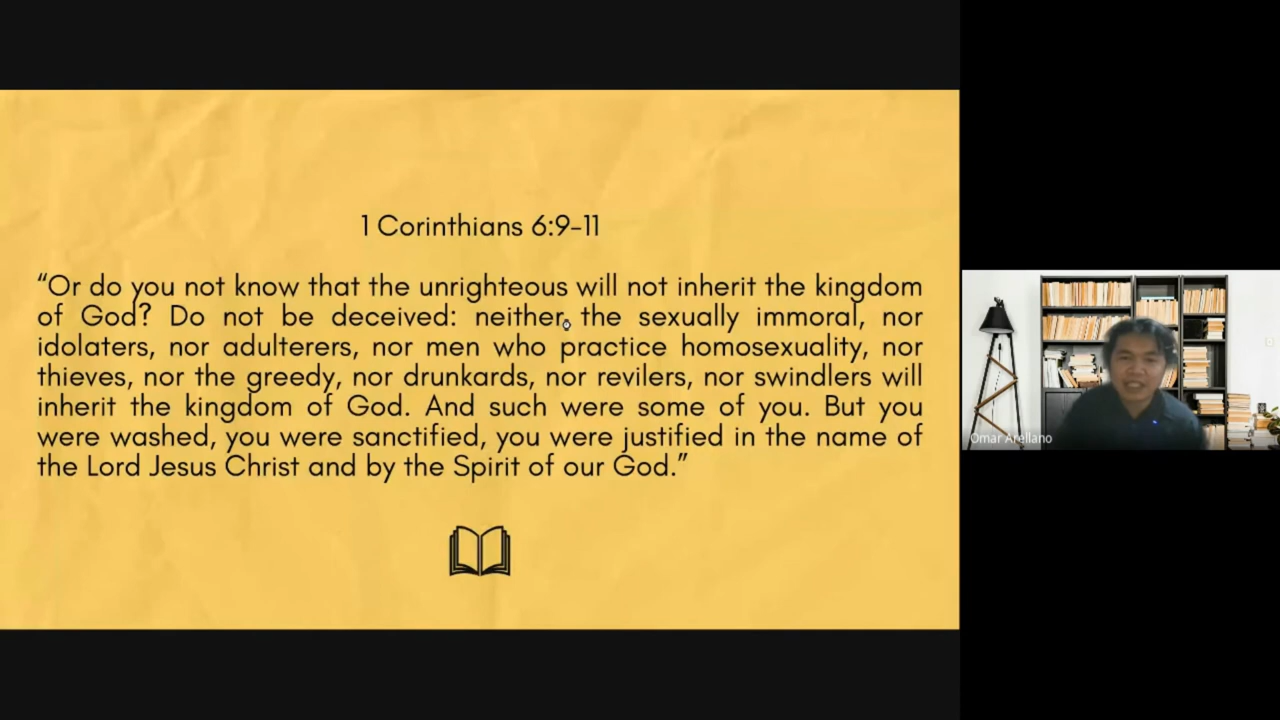 1 Corinthians 6:9-11
“Or do you not know that the unrighteous will not inherit the kingdom
of God? Do not be deceived: neither the sexually immoral, nor
idolaters, nor adulterers, nor men who practice homosexuality, nor
thieves, nor the greedy, nor drunkards, nor revilers, nor swindlers will
inherit the kingdom of God. And such were some of you. But you
were washed, you were sanctified, you were justified in the name of
the Lord Jesus Christ and by the Spirit of our God.”
Omar Arellano